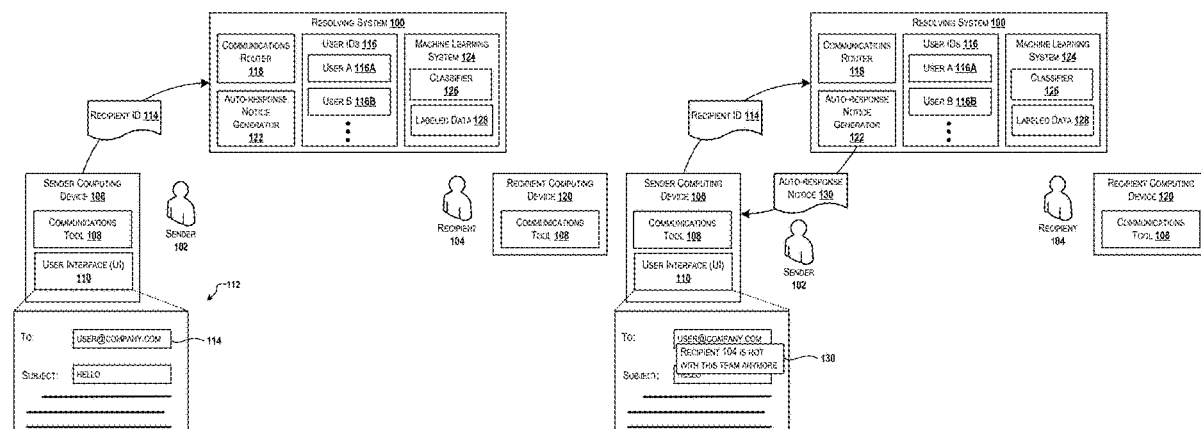 RESOLVING SYSTEM 100
COMMUNICATIONS
ROUTER
118
AUTO-RESPONSE
NOTICE
GENERATOR
122
USER IDS 116
USER A 116A
USER B 116B
MACHINE LEARNING
SYSTEM
124
CLASSIFIER
126
LABELED DATA 128
RECIPIENT ID 114
SENDER COMPUTING
DEVICE 106
COMMUNICATIONS
TOOL 108
USER INTERFACE (UI)
110
SENDER
102
RECIPIENT
104
RECIPIENT COMPUTING
DEVICE 120
COMMUNICATIONS
TOOL 108
112
TO:
USER@COMPANY.COM
114
SUBJECT:
HELLO
RESOLVING SYSTEM 100
COMMUNICATIONS
ROUTER
118
AUTO-RESPONSE
NOTICE
GENERATOR
122
USER IDS 116
USER A 116A
USER B 116B
MACHINE LEARNING
SYSTEM
124
CLASSIFIER
126
LABELED DATA 128
RECIPIENT ID 114
SENDER COMPUTING
DEVICE 106
COMMUNICATIONS
TOOL 108
USER INTERFACE (UI)
110
AUTO-RESPONSE
NOTICE 130
SENDER
102
RECIPIENT
104
RECIPIENT COMPUTING
DEVICE 120
COMMUNICATIONS
TOOL 108
TO:
USER@COMPANY.COM
RECIPIENT 104 IS NOT
WITH THIS TEAM ANYMORE
130
SUBJECT: